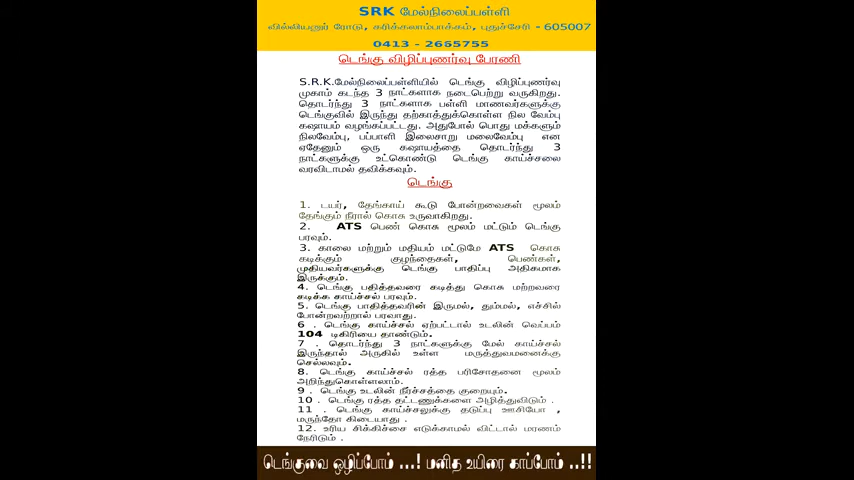 SRK மேல்நிலைப்பள்ளி
வில்லியனூர் ரோடு, கரிக்கலாம்பாக்கம், புதுச்சேரி - 605007
0413 - 2665755
டெங்கு விழிப்புணர்வு பேரணி
S.R.K.மேல்நிலைப்பள்ளியில் டெங்கு விழிப்புணர்வு
முகாம் கடந்த 3 நாட்களாக நடைபெற்று வருகிறது.
தொடர்ந்து 3 நாட்களாக பள்ளி மாணவர்களுக்கு
டெங்குவில் இருந்து தற்காத்துக்கொள்ள நில வேம்பு
கஷாயம் வழங்கப்பட்டது. அதுபோல் பொது மக்களும்
நிலவேம்பு, பப்பாளி இலைசாறு மலைவேம்பு என
ஏதேனும் ஒரு கஷாயத்தை தொடர்ந்து 3
நாட்களுக்கு உட்கொண்டு டெங்கு காய்ச்சலை
வரவிடாமல் தவிக்கவும்.
டெங்கு
1. டயர், தேங்காய் கூடு போன்றவைகள் மூலம்
தேங்கும் நீரால் கொசு உருவாகிறது.
2. ATS பெண் கொசு மூலம் மட்டும் டெங்கு
பரவும்.
3. காலை மற்றும் மதியம் மட்டுமே ATS கொசு
கடிக்கும் குழந்தைகள், பெண்கள்,
முதியவர்களுக்கு டெங்கு பாதிப்பு அதிகமாக
இருக்கும்.
4. டெங்கு பதித்தவரை கடித்து கொசு மற்றவரை
கடிக்க காய்ச்சல் பரவும்.
5. டெங்கு பாதித்தவரின் இருமல், தும்மல், எச்சில்
போன்றவற்றால் பரவாது.
6 . டெங்கு காய்ச்சல் ஏற்பட்டால் உடலின் வெப்பம்
104 டிகிரியை தாண்டும்.
7 . தொடர்ந்து 3 நாட்களுக்கு மேல் காய்ச்சல்
இருந்தால் அருகில் உள்ள மருத்துவமனைக்கு
செல்லவும்.
8. டெங்கு காய்ச்சல் ரத்த பரிசோதனை மூலம்
அறிந்துகொள்ளலாம்.
9 . டெங்கு உடலின் நீர்ச்சத்தை குறையும்.
10 . டெங்கு ரத்த தட்டணுக்களை அழித்துவிடும் .
11 . டெங்கு காய்ச்சலுக்கு தடுப்பு ஊசியோ ,
மருந்தோ கிடையாது .
12. உரிய சிக்கிச்சை எடுக்காமல் விட்டால் மரணம்
நேரிடும் .
டெங்குவை ஒழிப்போம் ...! மனித உயிரை காப்போம் ..!!